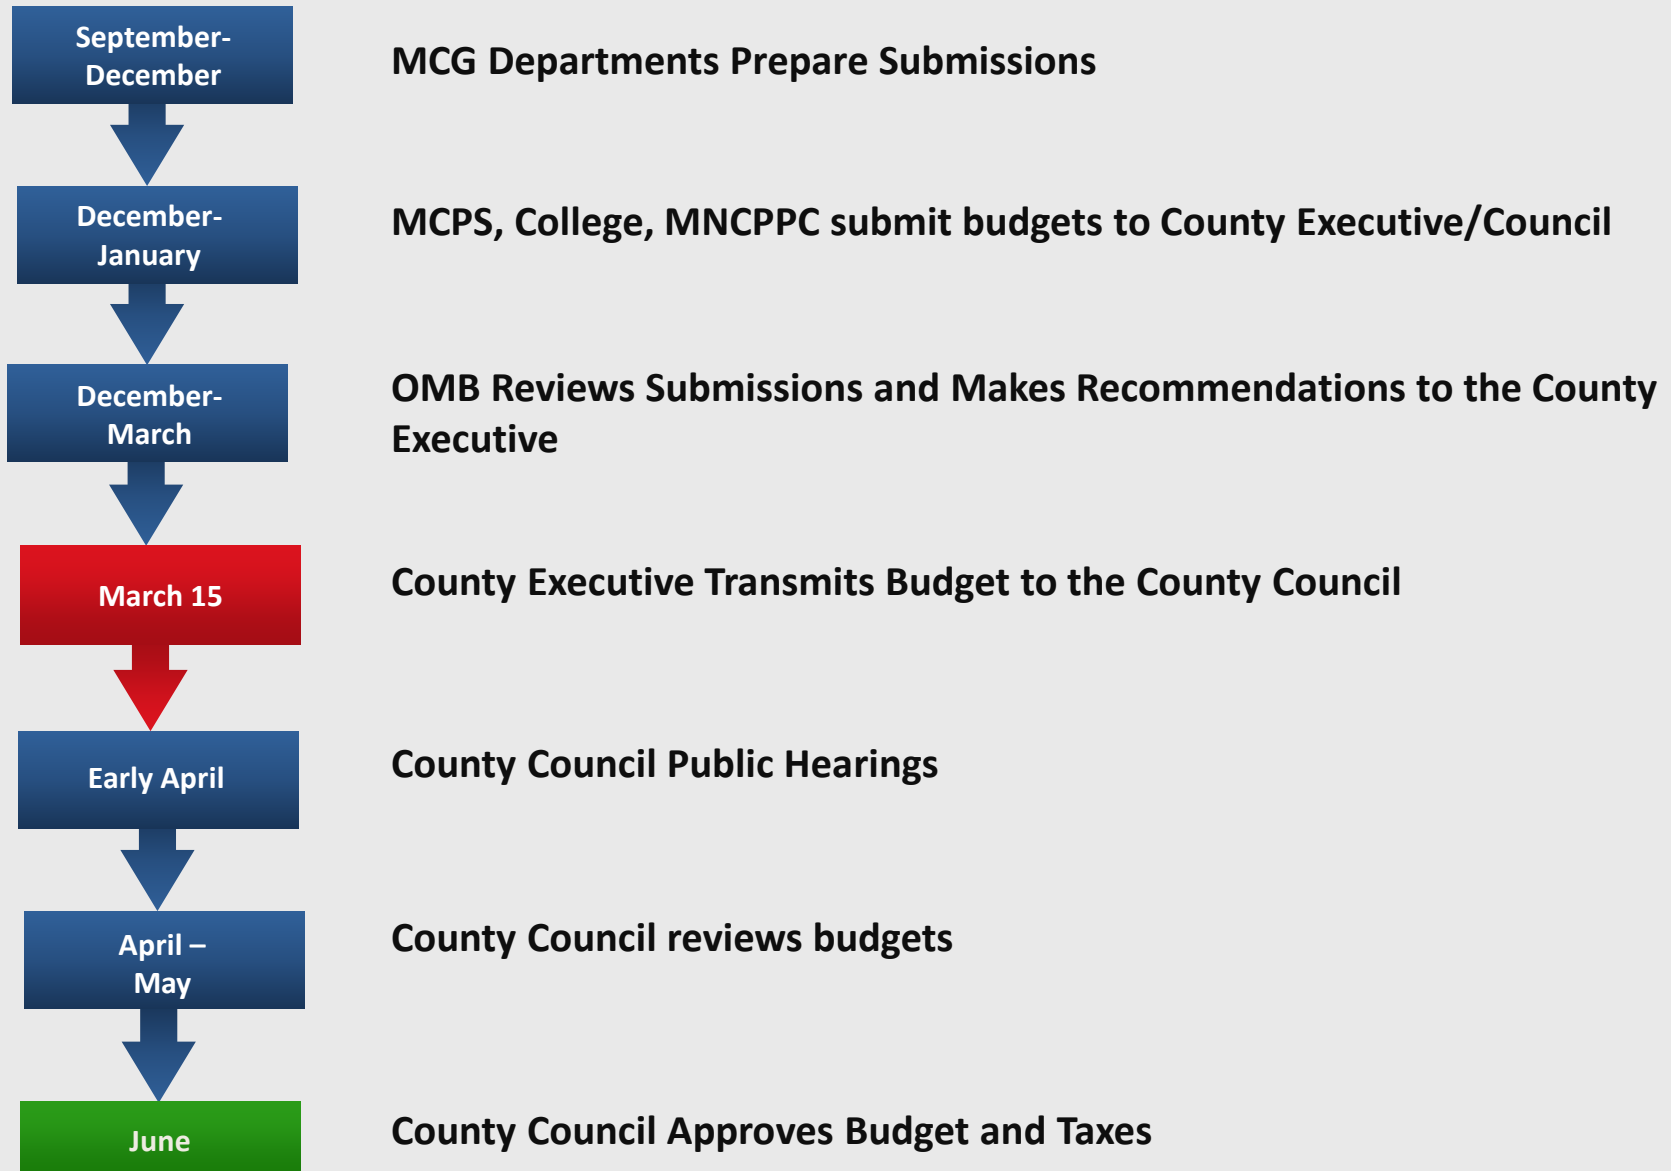 September-
December
MCG Departments Prepare Submissions
December-
January
MCPS, College, MNCPPC submit budgets to County Executive/Council
December-
March
OMB Reviews Submissions and Makes Recommendations to the County
Executive
March 15
County Executive Transmits Budget to the County Council
Early April
County Council Public Hearings
April –
May
County Council reviews budgets
June
County Council Approves Budget and Taxes